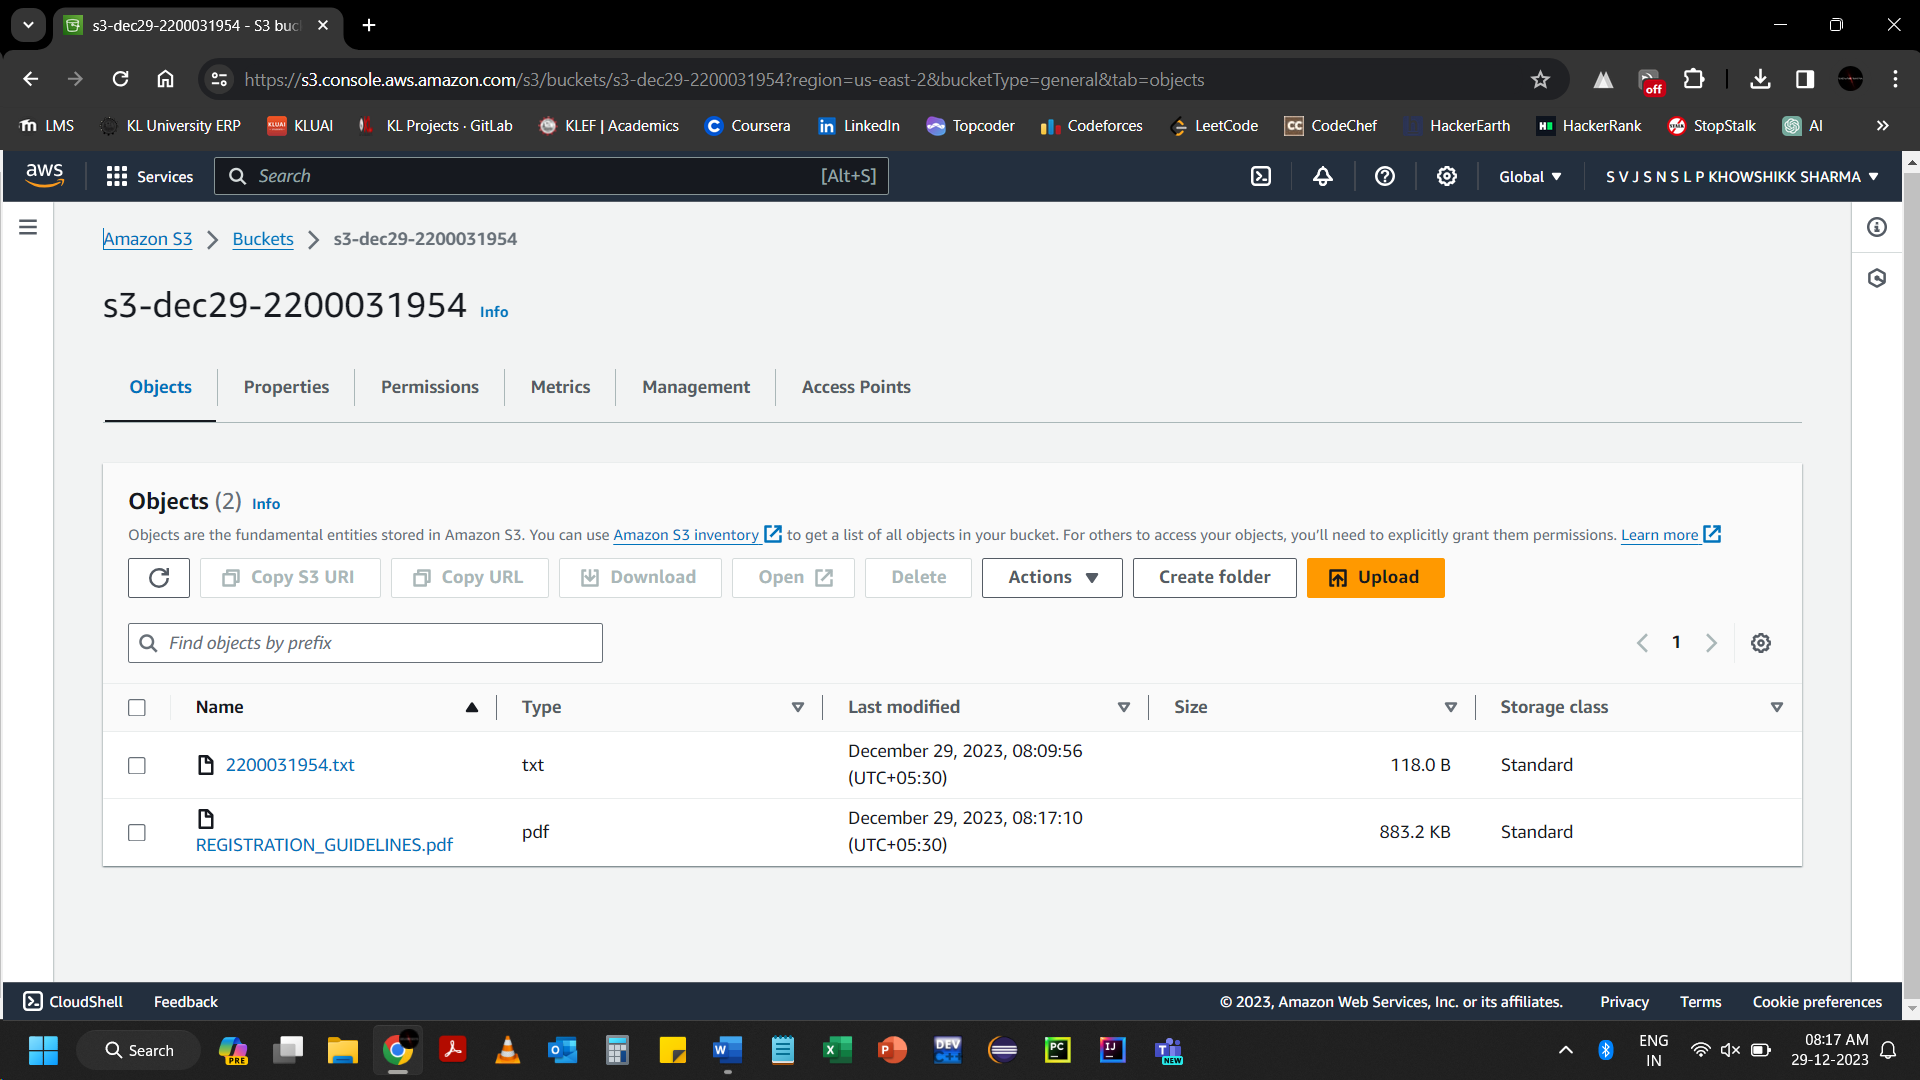 s3-dec29-2200031954 - S3 buc
https://s3.console.aws.amazon.com/s3/buckets/s3-dec29-2200031954?region=us-east-2&bucketType=general&tab=objects
off
LMS KL University ERP KLUAI KL Projects · GitLab KLEF | Academics Coursera LinkedIn Topcoder Codeforces LeetCode CodeChef HackerEarth HackerRank StopStalk AI
aws Services Search [Alt+S] Global S V J S N S L P KHOWSHIKK SHARMA
Amazon S3 Buckets s3-dec29-2200031954
s3-dec29-2200031954 Info
Objects Properties Permissions Metrics Management Access Points
Objects (2) Info
Objects are the fundamental entities stored in Amazon S3. You can use Amazon S3 inventory to get a list of all objects in your bucket. For others to access your objects, you’ll need to explicitly grant them permissions. Learn more
Copy S3 URI Copy URL Download Open Delete Actions Create folder Upload
Find objects by prefix 1
Name Type Last modified Size Storage class
2200031954.txt txt December 29, 2023, 08:09:56 (UTC+05:30) 118.0 B Standard
REGISTRATION_GUIDELINES.pdf pdf December 29, 2023, 08:17:10 (UTC+05:30) 883.2 KB Standard
CloudShell Feedback © 2023, Amazon Web Services, Inc. or its affiliates. Privacy Terms Cookie preferences
Search PRE DEV C++ PC IJ NEW ENG 08:17 AM
IN 29-12-2023